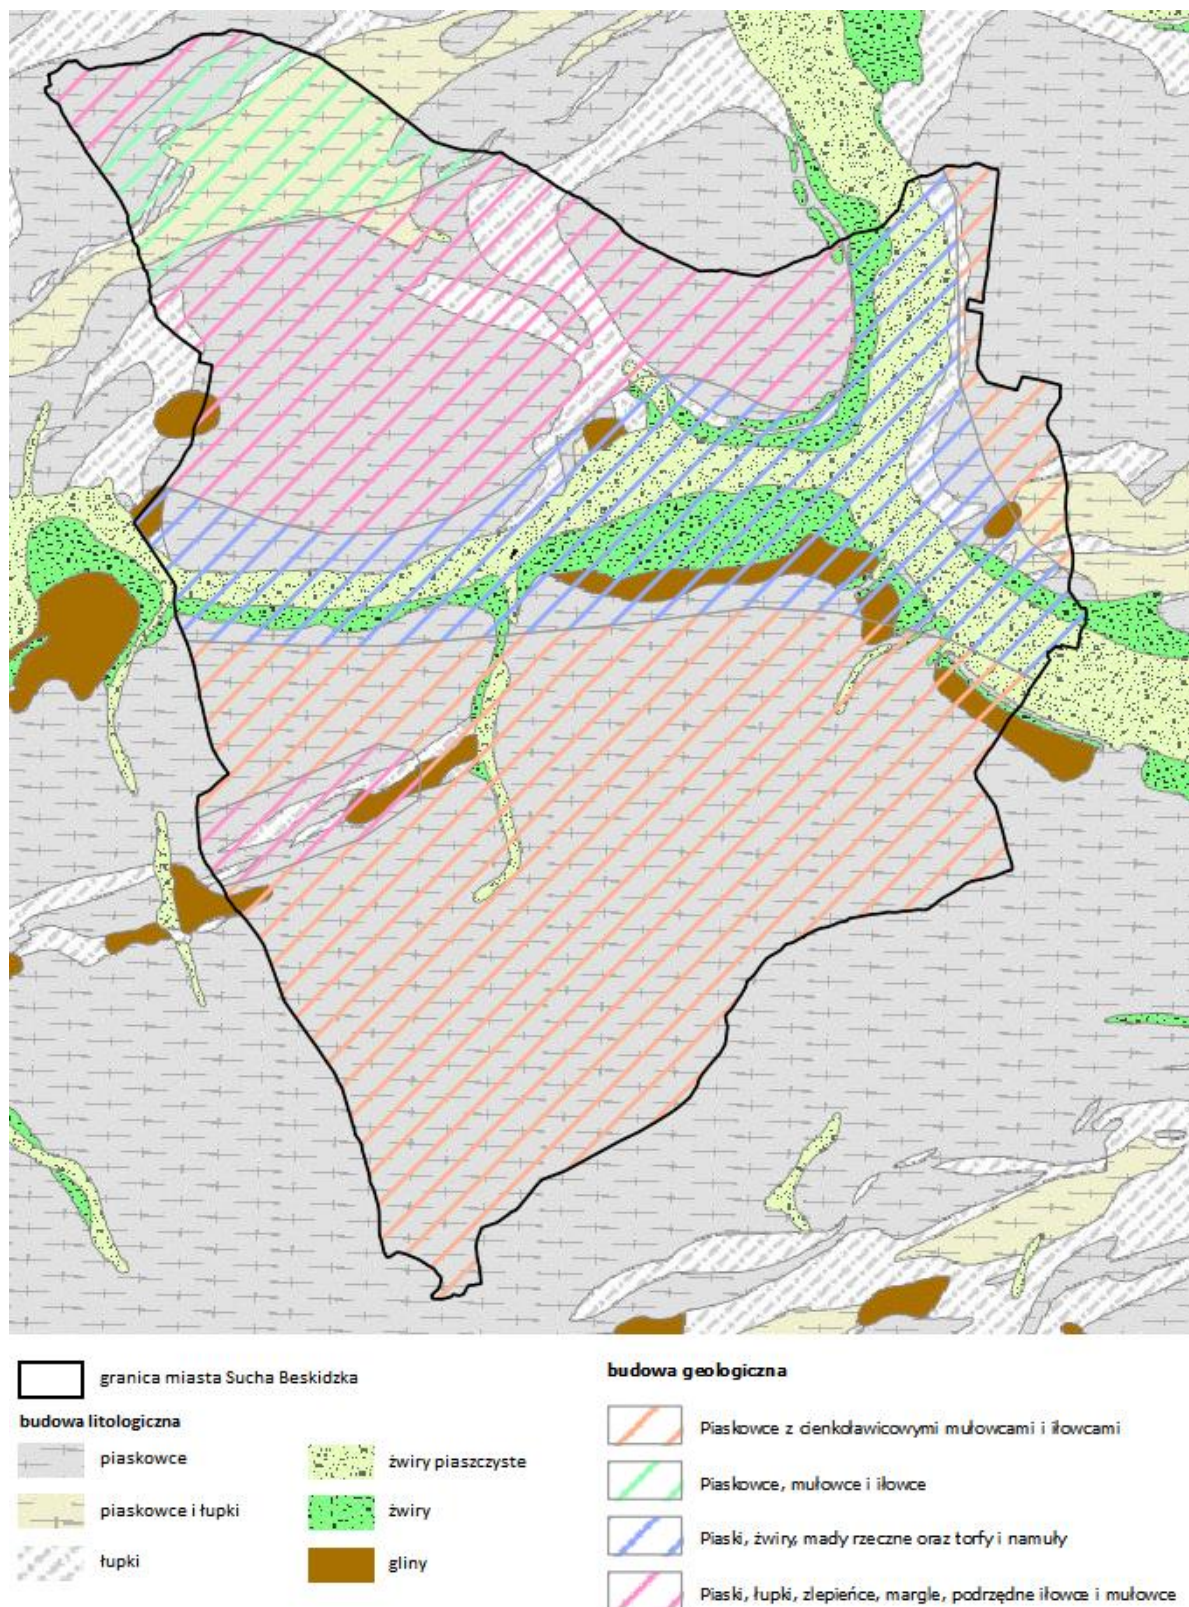 granica miasta Sucha Beskidzka
budowa litologiczna
piaskowce
piaskowce i łupki
łupki
żwiry piaszczyste
żwiry
gliny
budowa geologiczna
Piaskowce z cienkoławicowymi mułowcami i iłowcami
Piaskowce, mułowce i iłowce
Piaski, żwiry, mady rzeczne oraz torfy i namuły
Piaski, łupki, zlepieńce, margle, podrzędne iłowce i mułowce